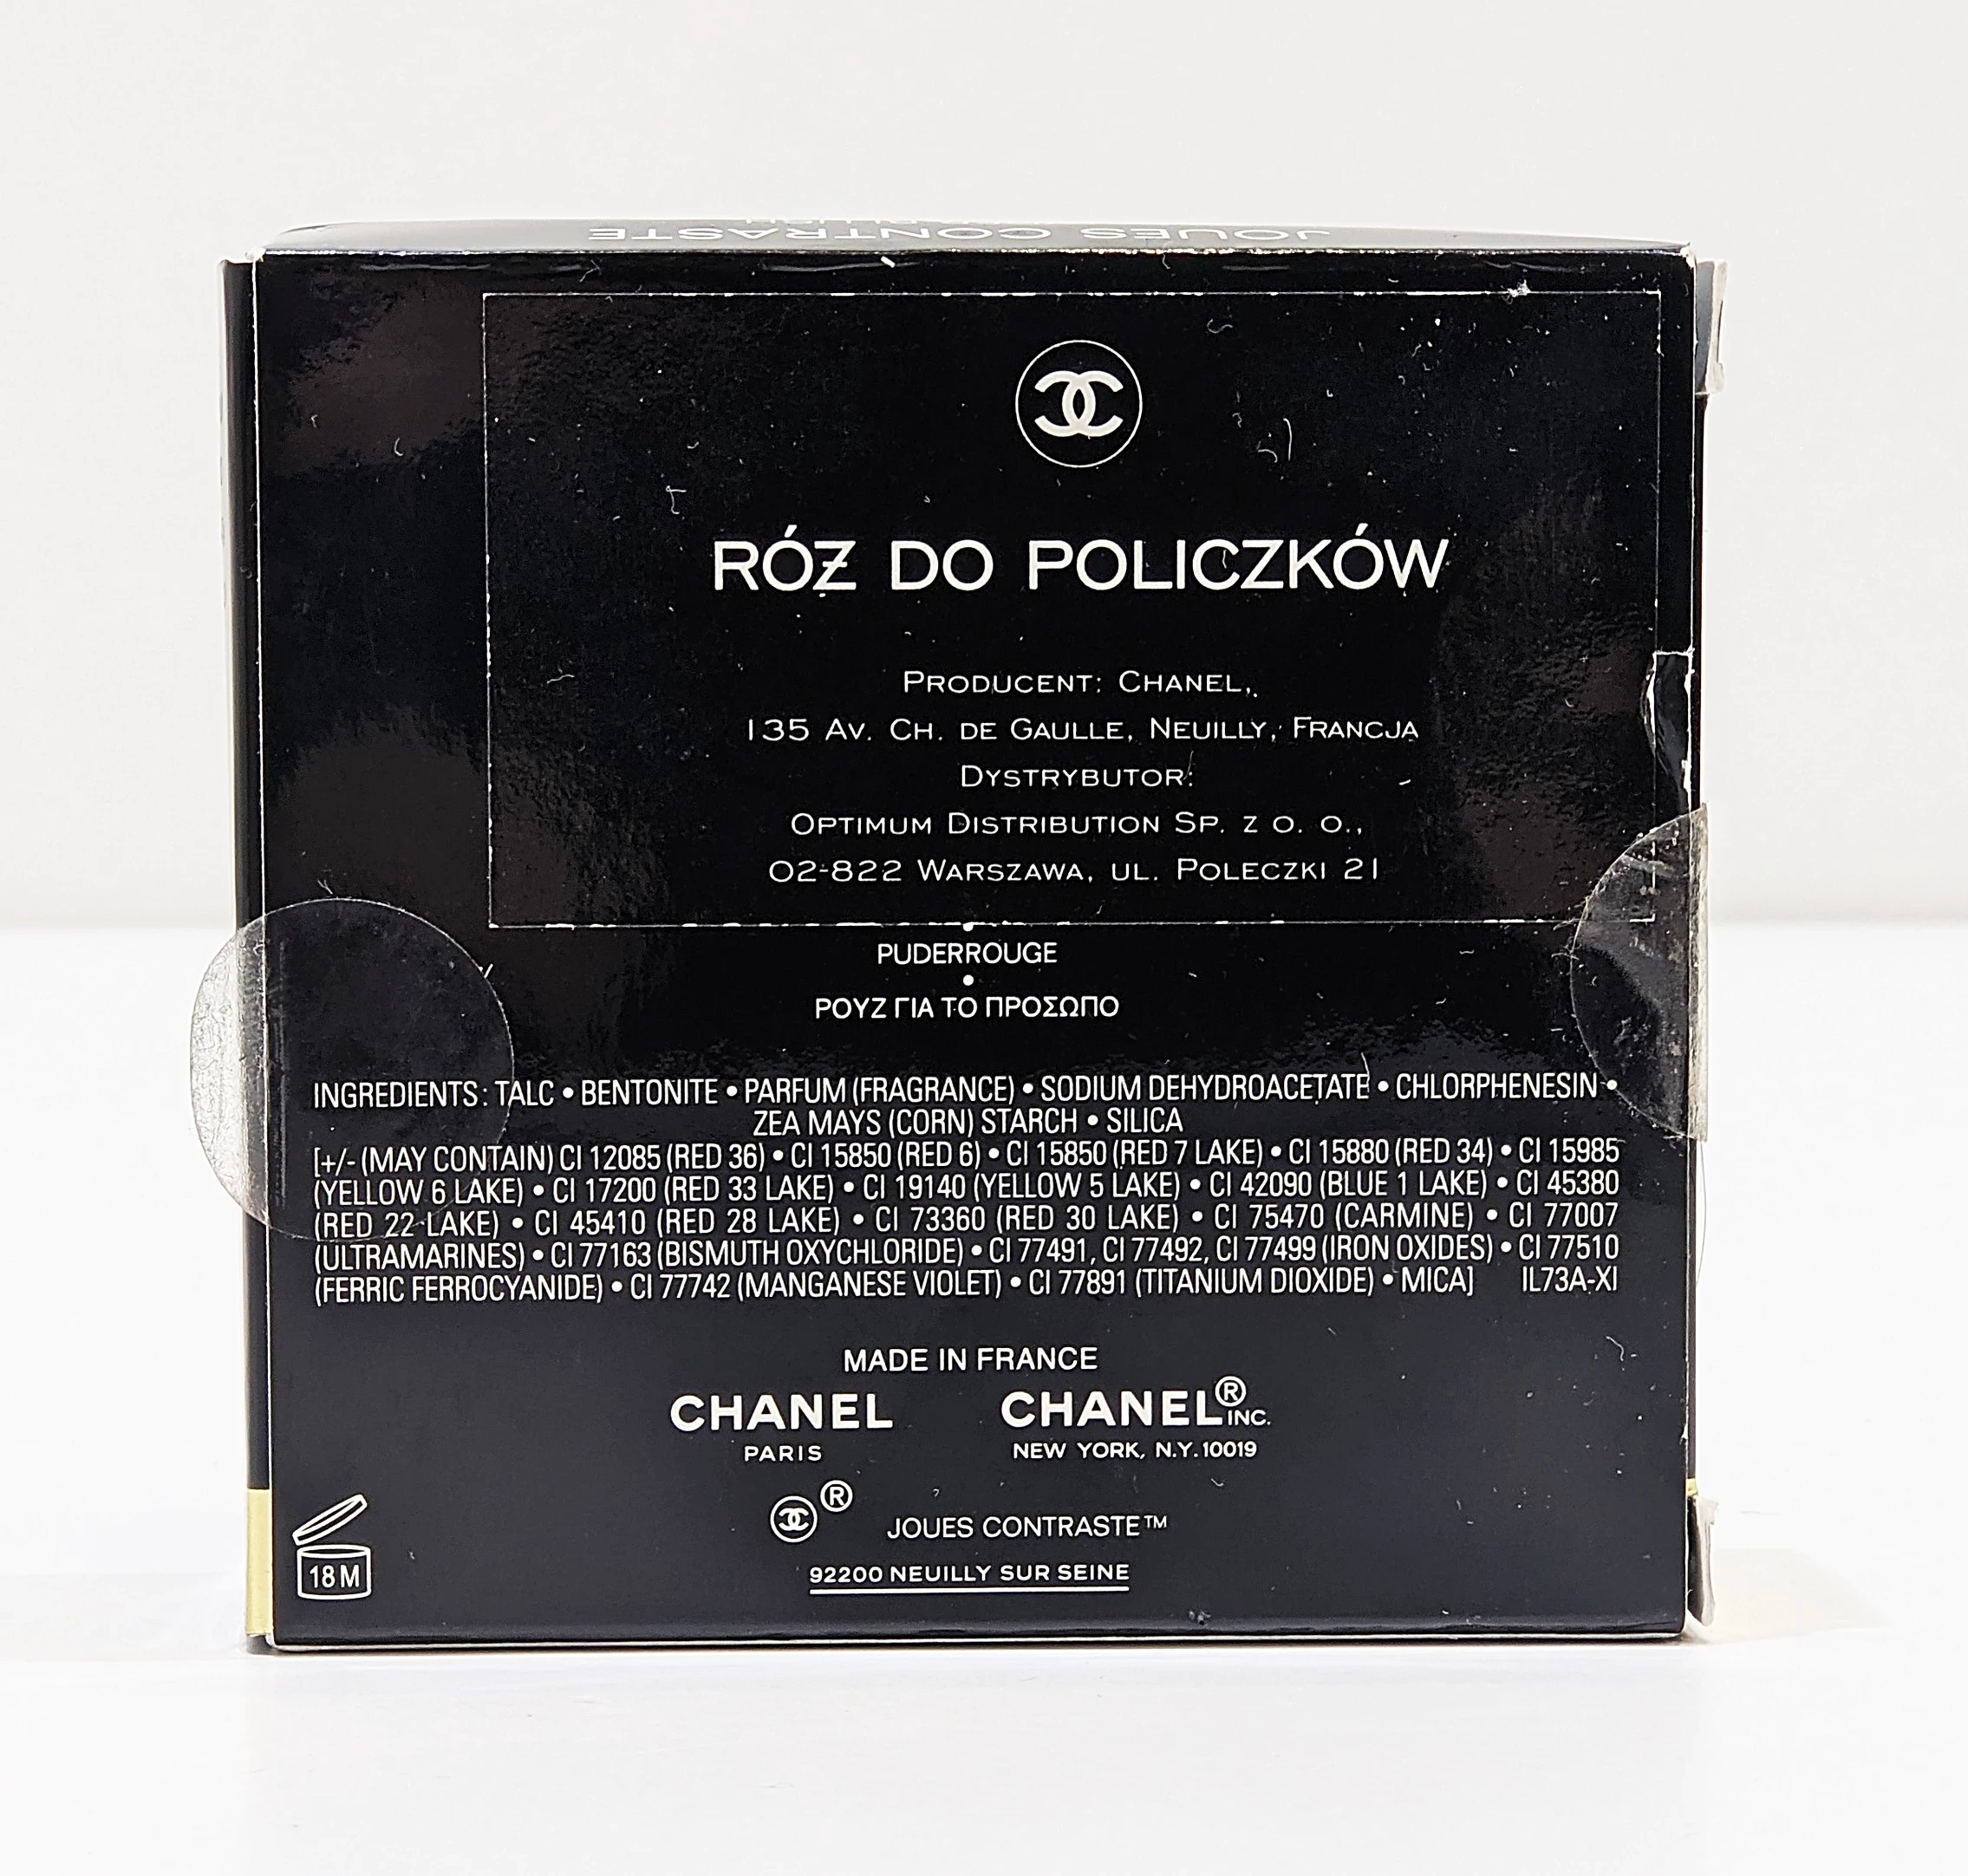 JOUES CONTRASTE
RÓŻ DO POLICZKÓW
PRODUCENT: CHANEL,
135 AV. CH. DE GAULLE, NEUILLY, FRANCJA
DYSTRYBUTOR:
OPTIMUM DISTRIBUTION SP. Z O. O.,
02-822 WARSZAWA, UL. POLECZKI 21
PUDERROUGE
•
ΡΟΥΖ ΓΙΑ ΤΟ ΠΡΟΣΩΠΟ
INGREDIENTS: TALC • BENTONITE • PARFUM (FRAGRANCE) • SODIUM DEHYDROACETATE • CHLORPHENESIN •
ZEA MAYS (CORN) STARCH • SILICA
[+/- (MAY CONTAIN) CI 12085 (RED 36) • CI 15850 (RED 6) • CI 15850 (RED 7 LAKE) • CI 15880 (RED 34) • CI 15985
(YELLOW 6 LAKE) • CI 17200 (RED 33 LAKE) • CI 19140 (YELLOW 5 LAKE) • CI 42090 (BLUE 1 LAKE) • CI 45380
(RED 22 LAKE) • CI 45410 (RED 28 LAKE) • CI 73360 (RED 30 LAKE) • CI 75470 (CARMINE) • CI 77007
(ULTRAMARINES) • CI 77163 (BISMUTH OXYCHLORIDE) • CI 77491, CI 77492, CI 77499 (IRON OXIDES) • CI 77510
(FERRIC FERROCYANIDE) • CI 77742 (MANGANESE VIOLET) • CI 77891 (TITANIUM DIOXIDE) • MICA] IL73A-XI
MADE IN FRANCE
CHANEL CHANEL® INC.
PARIS NEW YORK, N.Y. 10019
® JOUES CONTRASTE™
92200 NEUILLY SUR SEINE
18 M